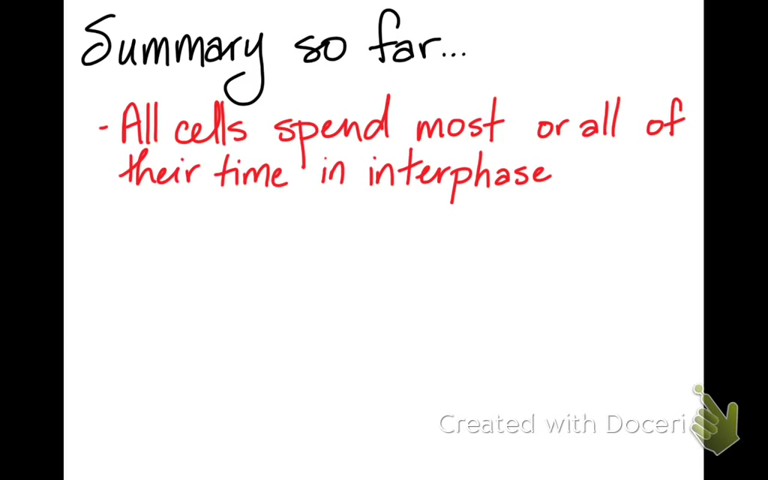 Summary so far...
- All cells spend most or all of
their time in interphase
Created with Doceri